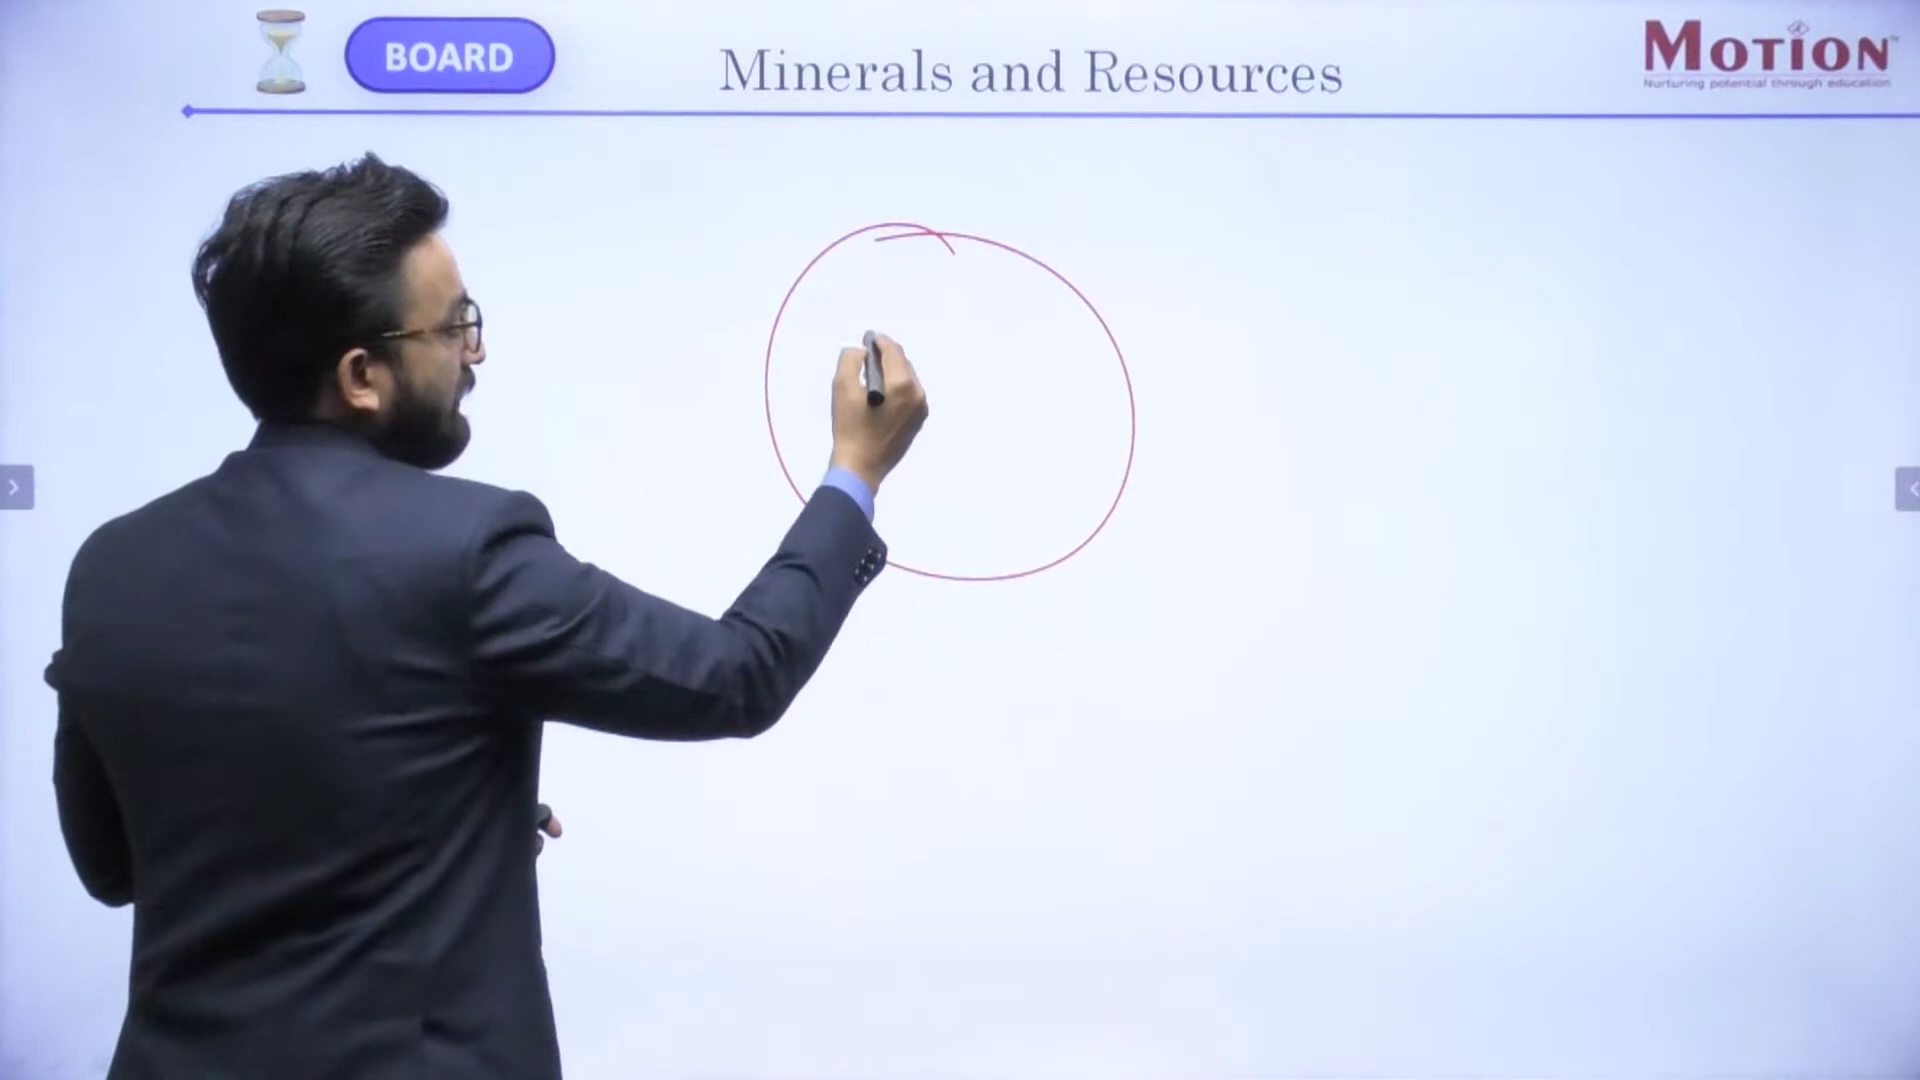 BOARD
Minerals and Resources
MOTION
Nurturing potential through education